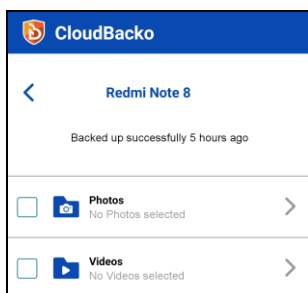 CloudBacko
Redmi Note 8
Backed up successfully 5 hours ago
Photos
No Photos selected
Videos
No Videos selected